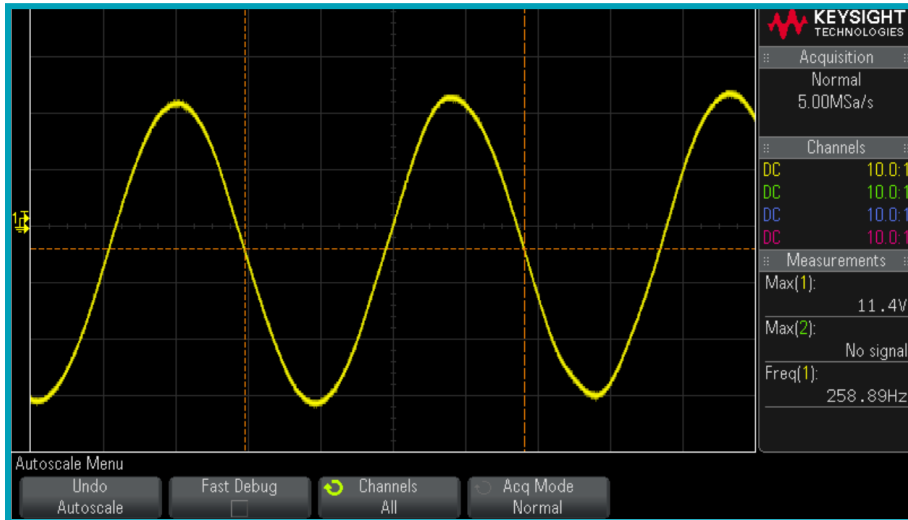 KEYSIGHT
TECHNOLOGIES
Acquisition
Normal
5.00MSa/s
Channels
DC 10.0:1
DC 10.0:1
DC 10.0:1
DC 10.0:1
Measurements
Max(1):
11.4V
Max(2):
No signal
Freq(1):
258.89Hz
1
Autoscale Menu
Undo
Autoscale
Fast Debug
Channels
All
Acq Mode
Normal